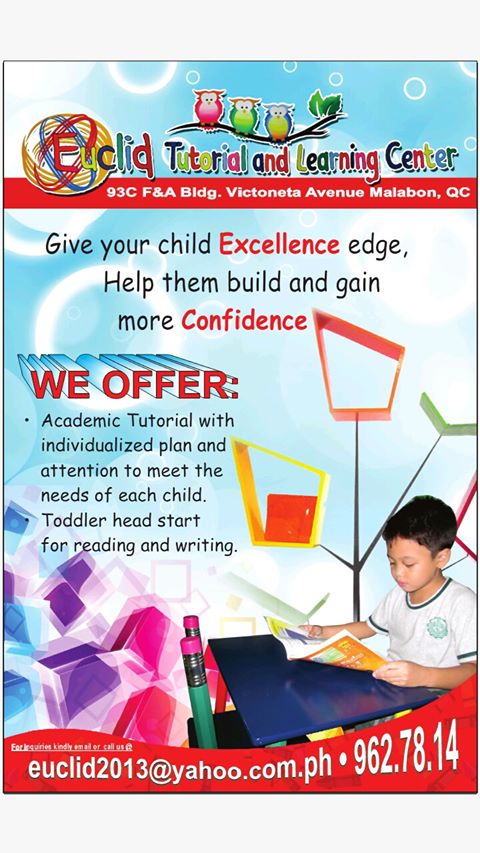 Euclid Tutorial and Learning Center
93C F&A Bldg. Victoneta Avenue Malabon, QC
Give your child Excellence edge,
Help them build and gain
more Confidence
WE OFFER:
• Academic Tutorial with
individualized plan and
attention to meet the
needs of each child.
• Toddler head start
for reading and writing.
For Inquiries kindly email or call us @
euclid2013@yahoo.com.ph • 962.78.14